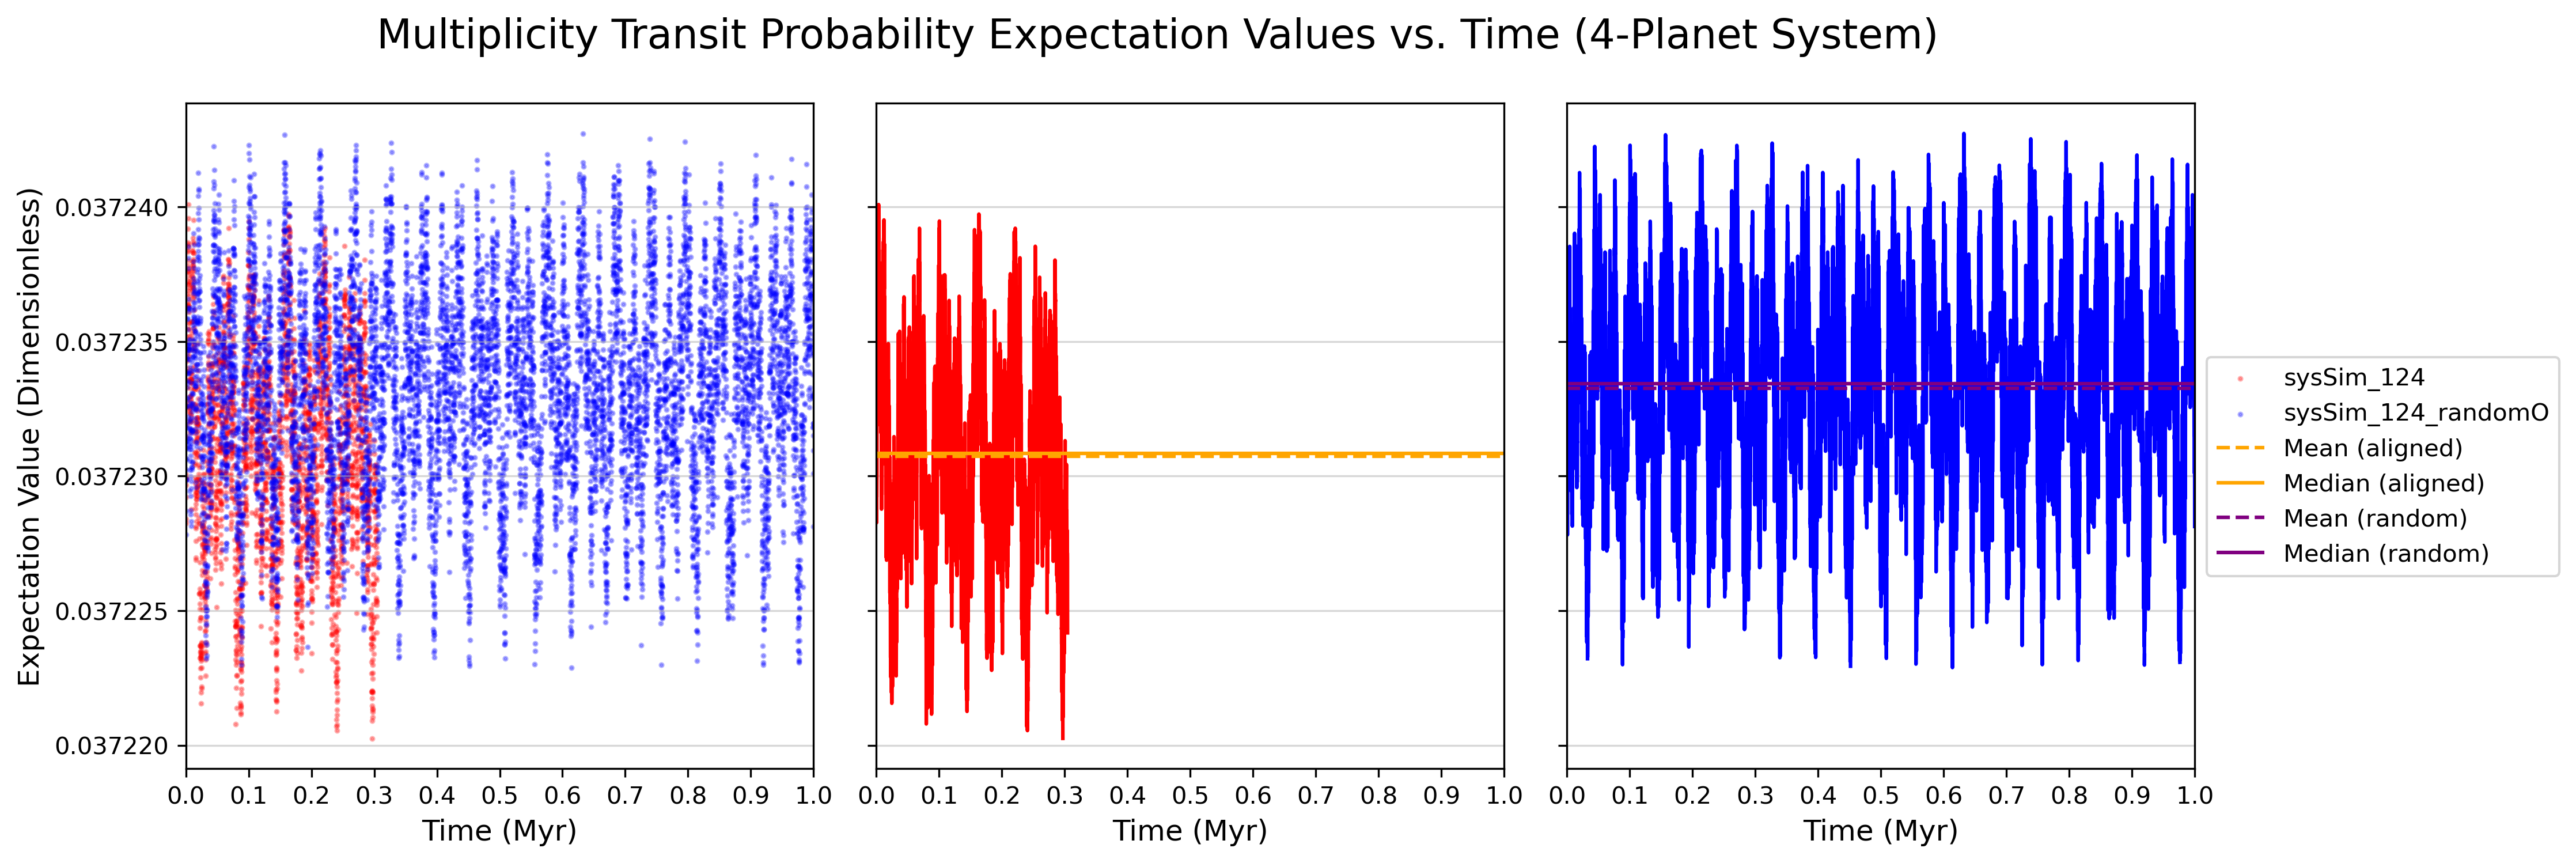 Multiplicity Transit Probability Expectation Values vs. Time (4-Planet System)
Expectation Value (Dimensionless)
0.037240
0.037235
0.037230
0.037225
0.037220
0.0 0.1 0.2 0.3 0.4 0.5 0.6 0.7 0.8 0.9 1.0
Time (Myr)
0.0 0.1 0.2 0.3 0.4 0.5 0.6 0.7 0.8 0.9 1.0
Time (Myr)
0.0 0.1 0.2 0.3 0.4 0.5 0.6 0.7 0.8 0.9 1.0
Time (Myr)
sysSim_124
sysSim_124_randomO
Mean (aligned)
Median (aligned)
Mean (random)
Median (random)